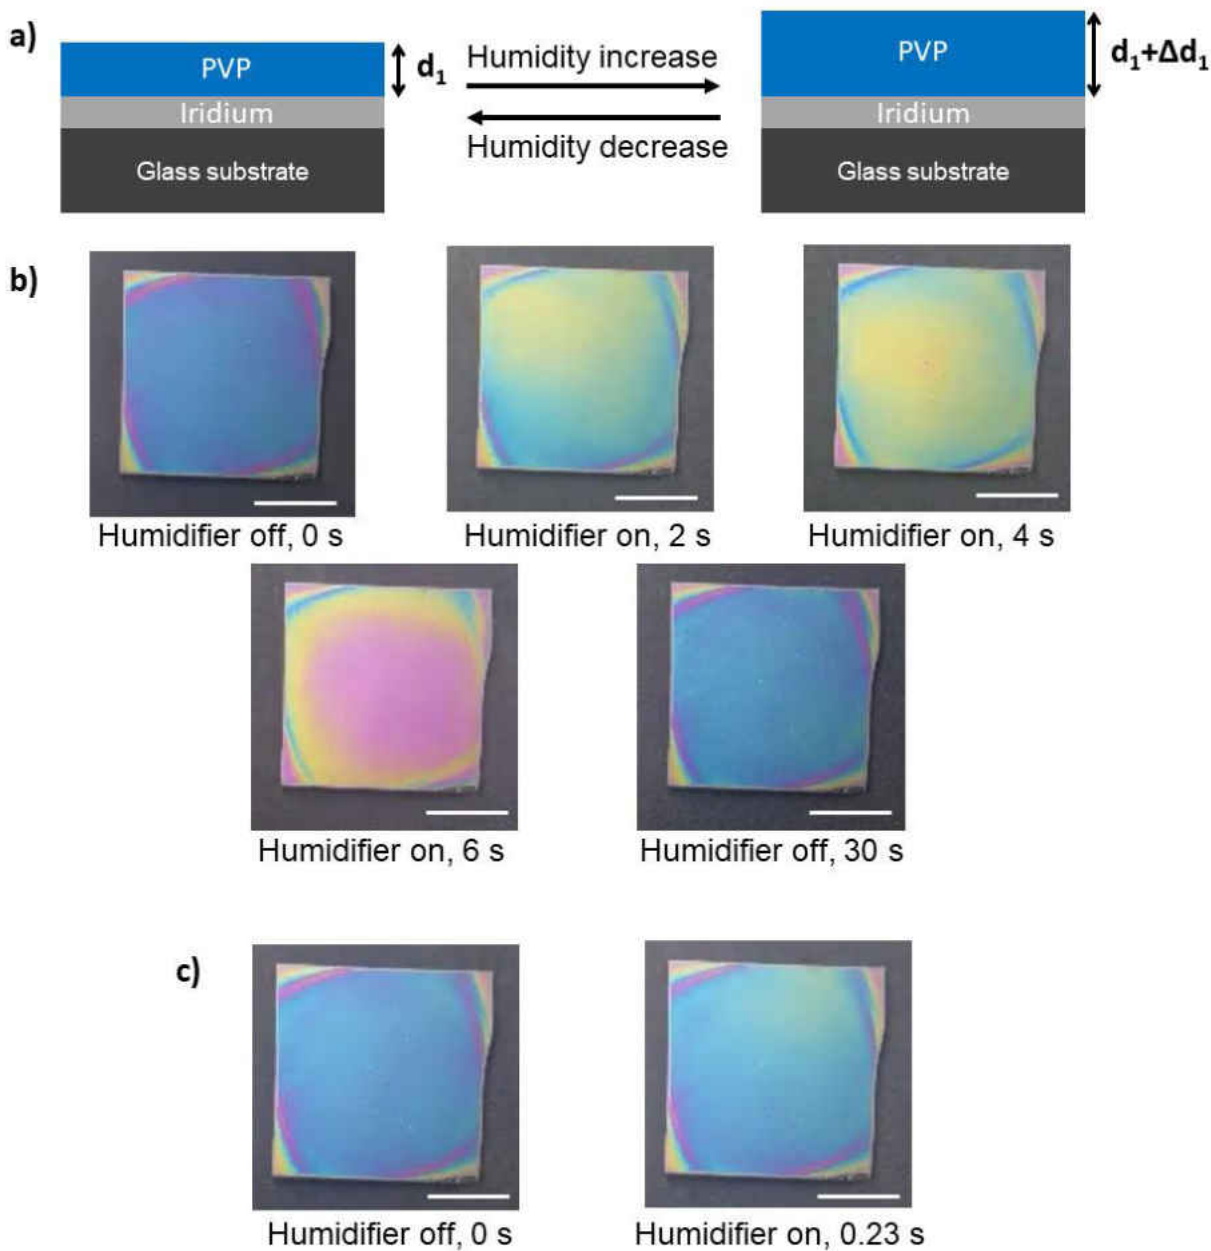 a)
PVP
d₁
Iridium
Glass substrate
Humidity increase
Humidity decrease
PVP
d₁+Δd₁
Iridium
Glass substrate
b)
Humidifier off, 0 s
Humidifier on, 2 s
Humidifier on, 4 s
Humidifier on, 6 s
Humidifier off, 30 s
c)
Humidifier off, 0 s
Humidifier on, 0.23 s